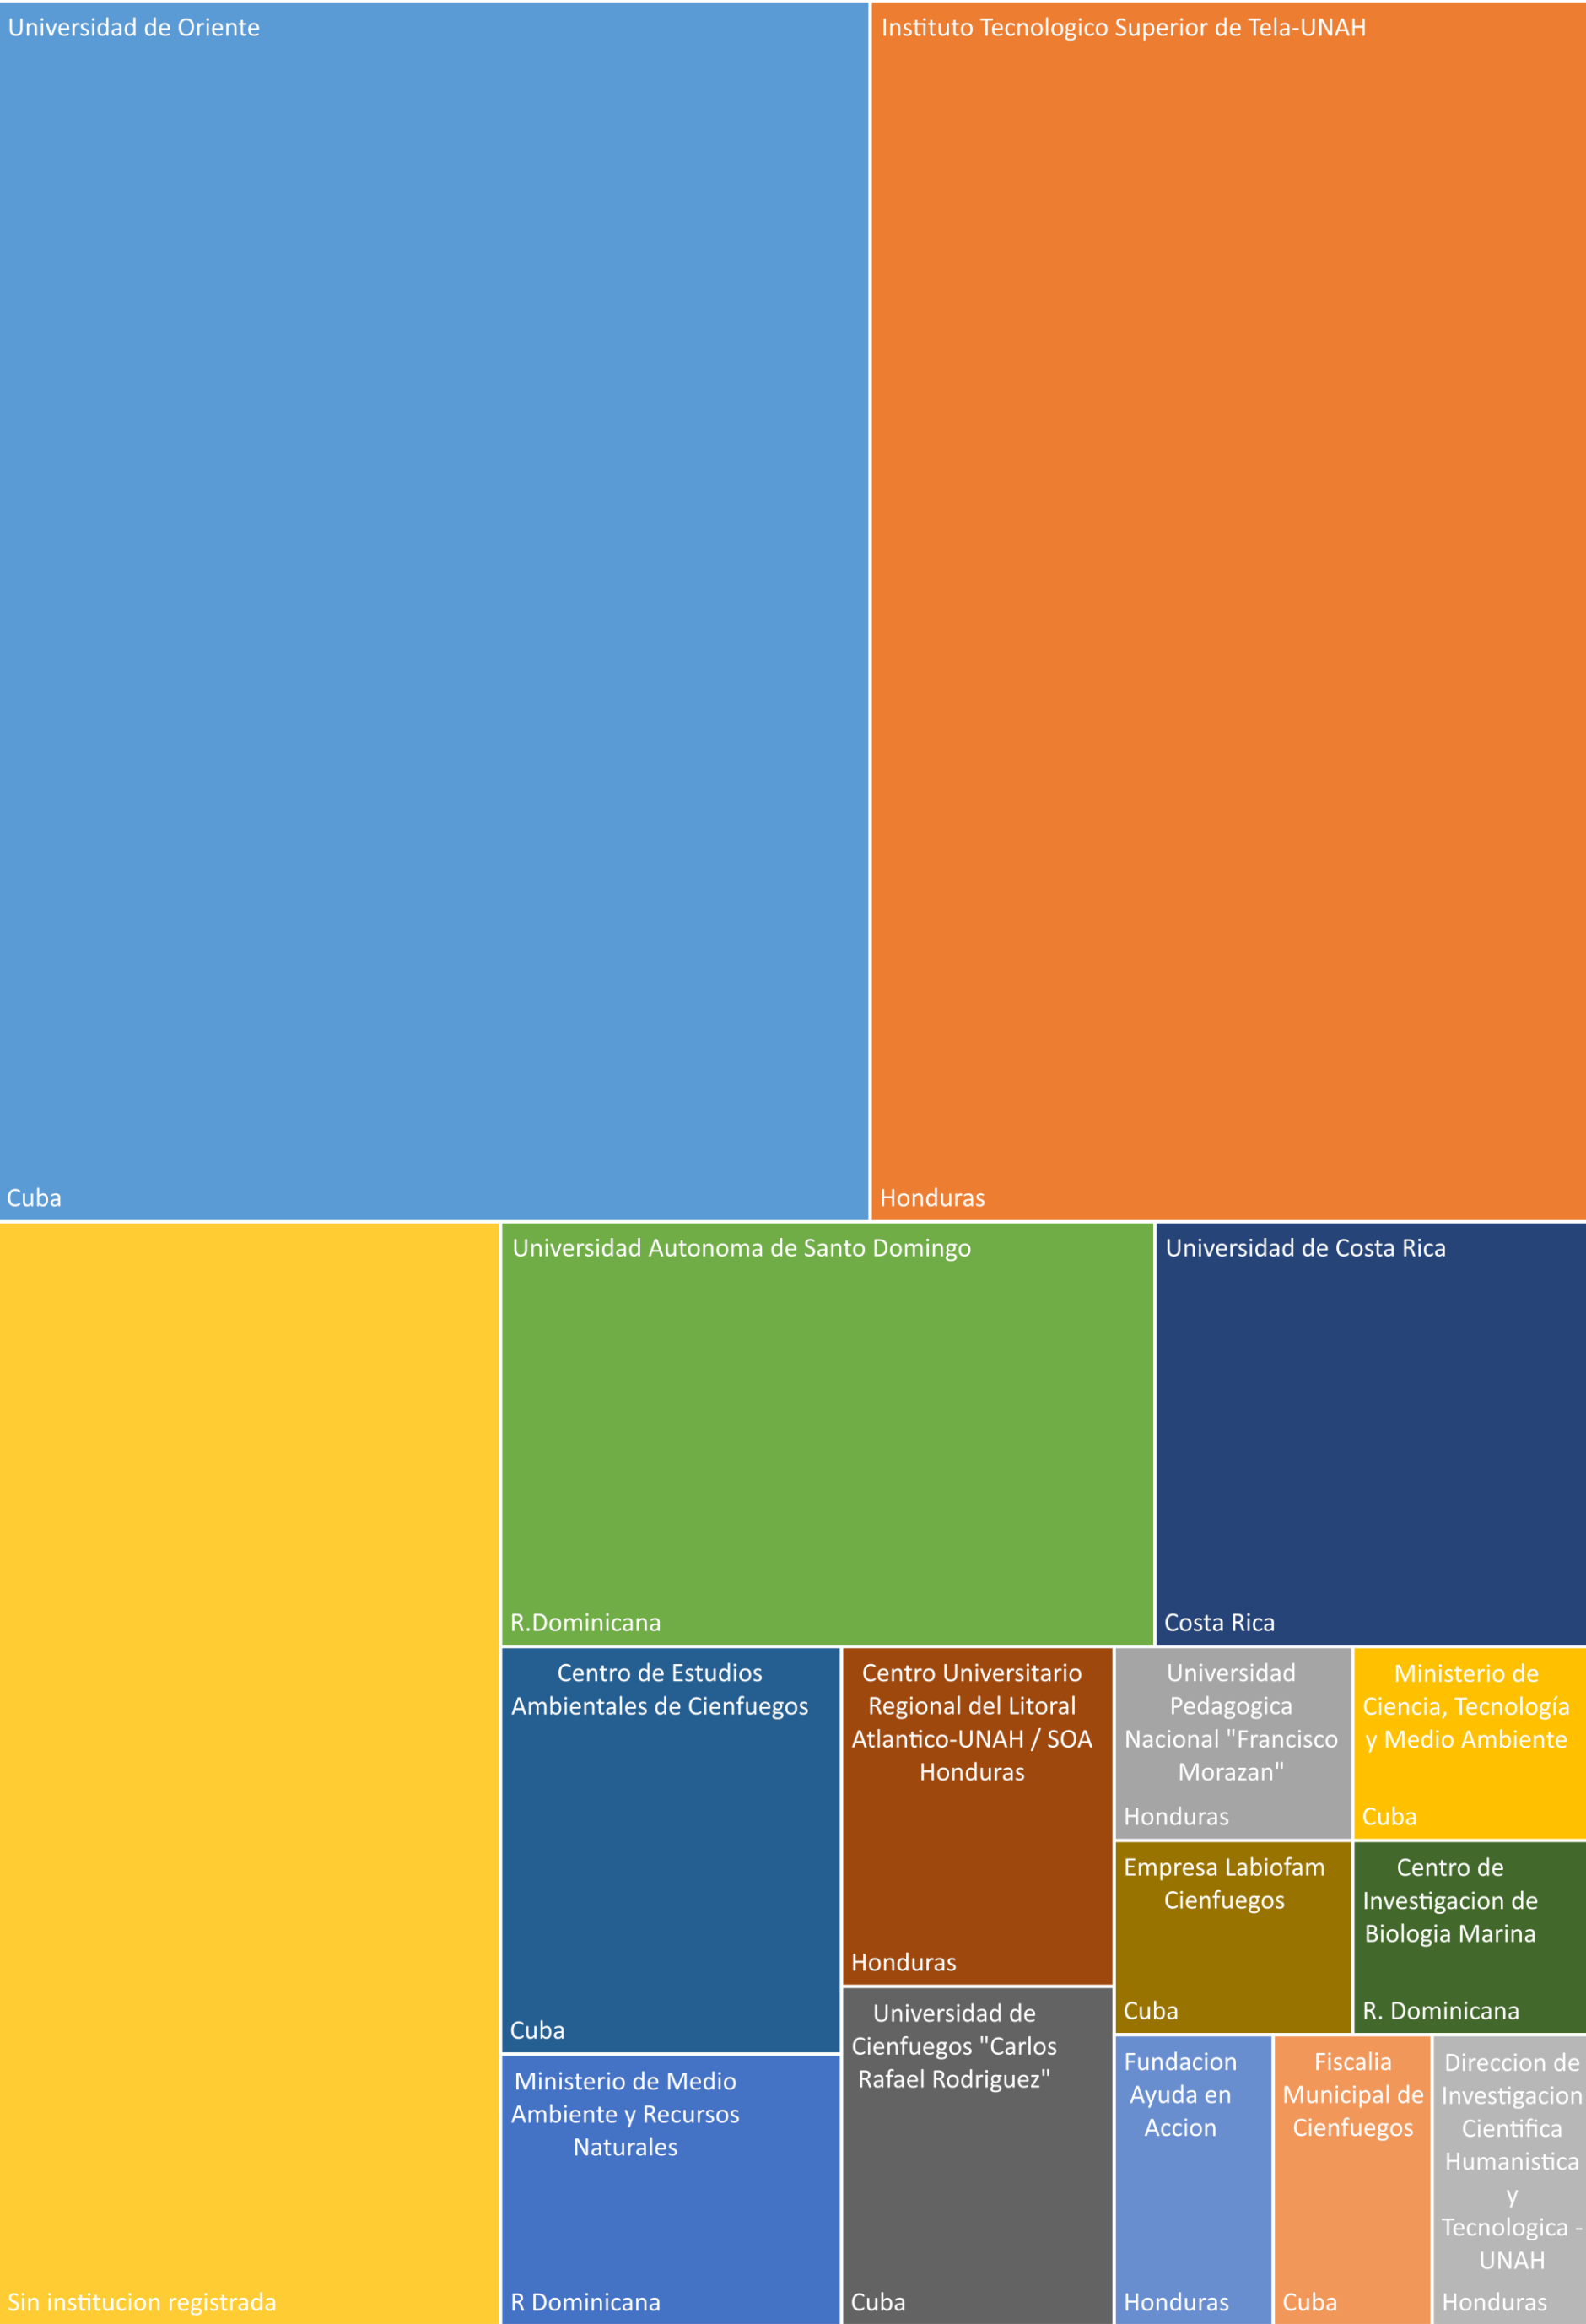 Universidad de Oriente
Cuba
Instituto Tecnologico Superior de Tela-UNAH
Honduras
Sin institucion registrada
Universidad Autonoma de Santo Domingo
R.Dominicana
Universidad de Costa Rica
Costa Rica
Centro de Estudios
Ambientales de Cienfuegos
Cuba
Ministerio de Medio
Ambiente y Recursos
Naturales
R Dominicana
Centro Universitario
Regional del Litoral
Atlantico-UNAH / SOA
Honduras
Honduras
Universidad de
Cienfuegos "Carlos
Rafael Rodriguez"
Cuba
Universidad
Pedagogica
Nacional "Francisco
Morazan"
Honduras
Ministerio de
Ciencia, Tecnología
y Medio Ambiente
Cuba
Empresa Labiofam
Cienfuegos
Cuba
Centro de
Investigacion de
Biologia Marina
R. Dominicana
Fundacion
Ayuda en
Accion
Honduras
Fiscalia
Municipal de
Cienfuegos
Cuba
Direccion de
Investigacion
Cientifica
Humanistica
y
Tecnologica -
UNAH
Honduras